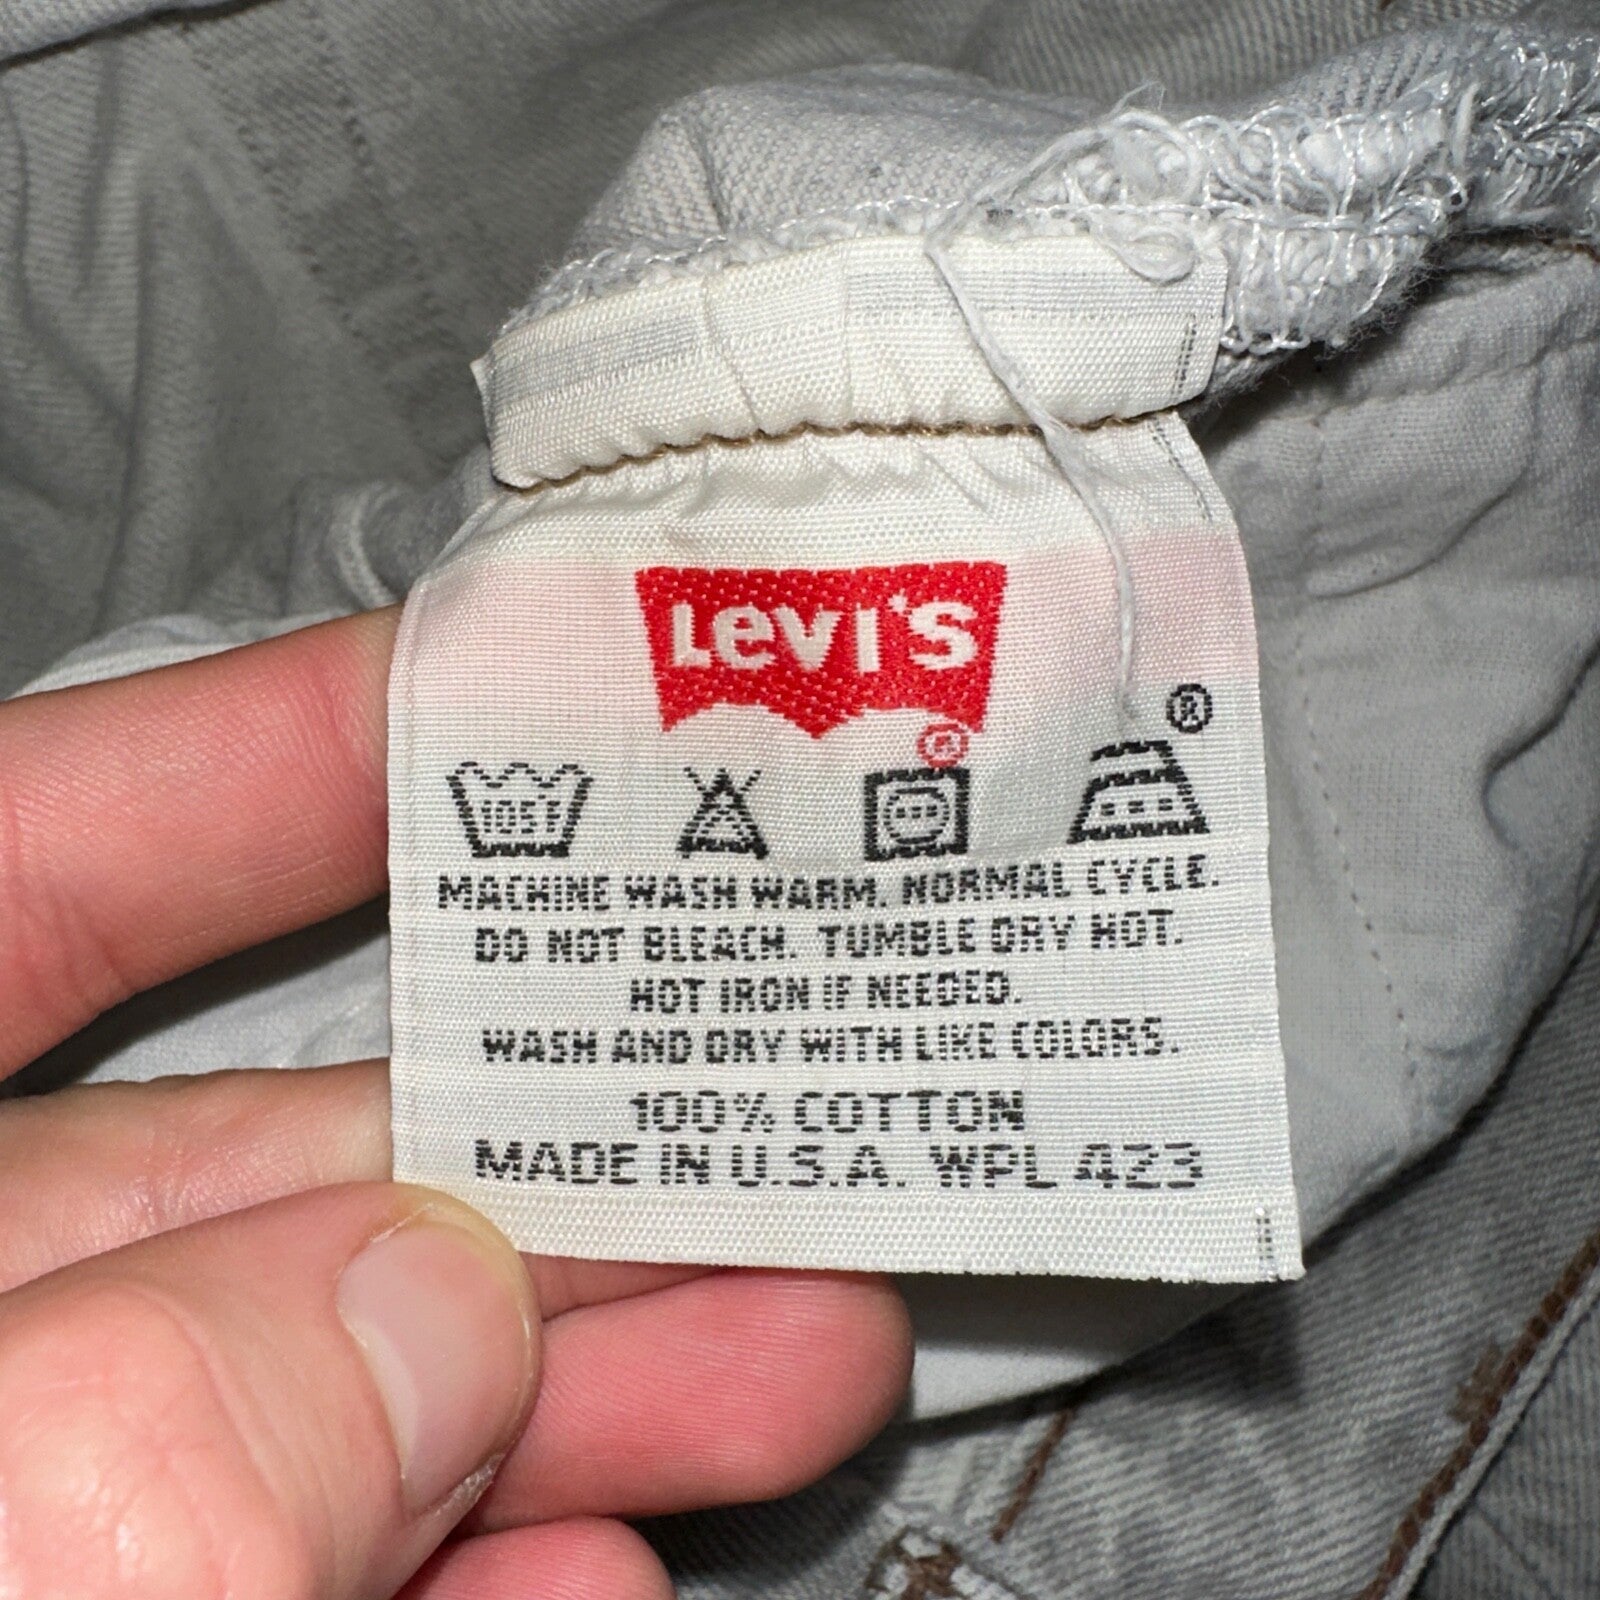 Levi's
®
®
105°F
MACHINE WASH WARM. NORMAL CYCLE.
DO NOT BLEACH. TUMBLE DRY HOT.
HOT IRON IF NEEDED.
WASH AND DRY WITH LIKE COLORS.
100% COTTON
MADE IN U.S.A. WPL 423